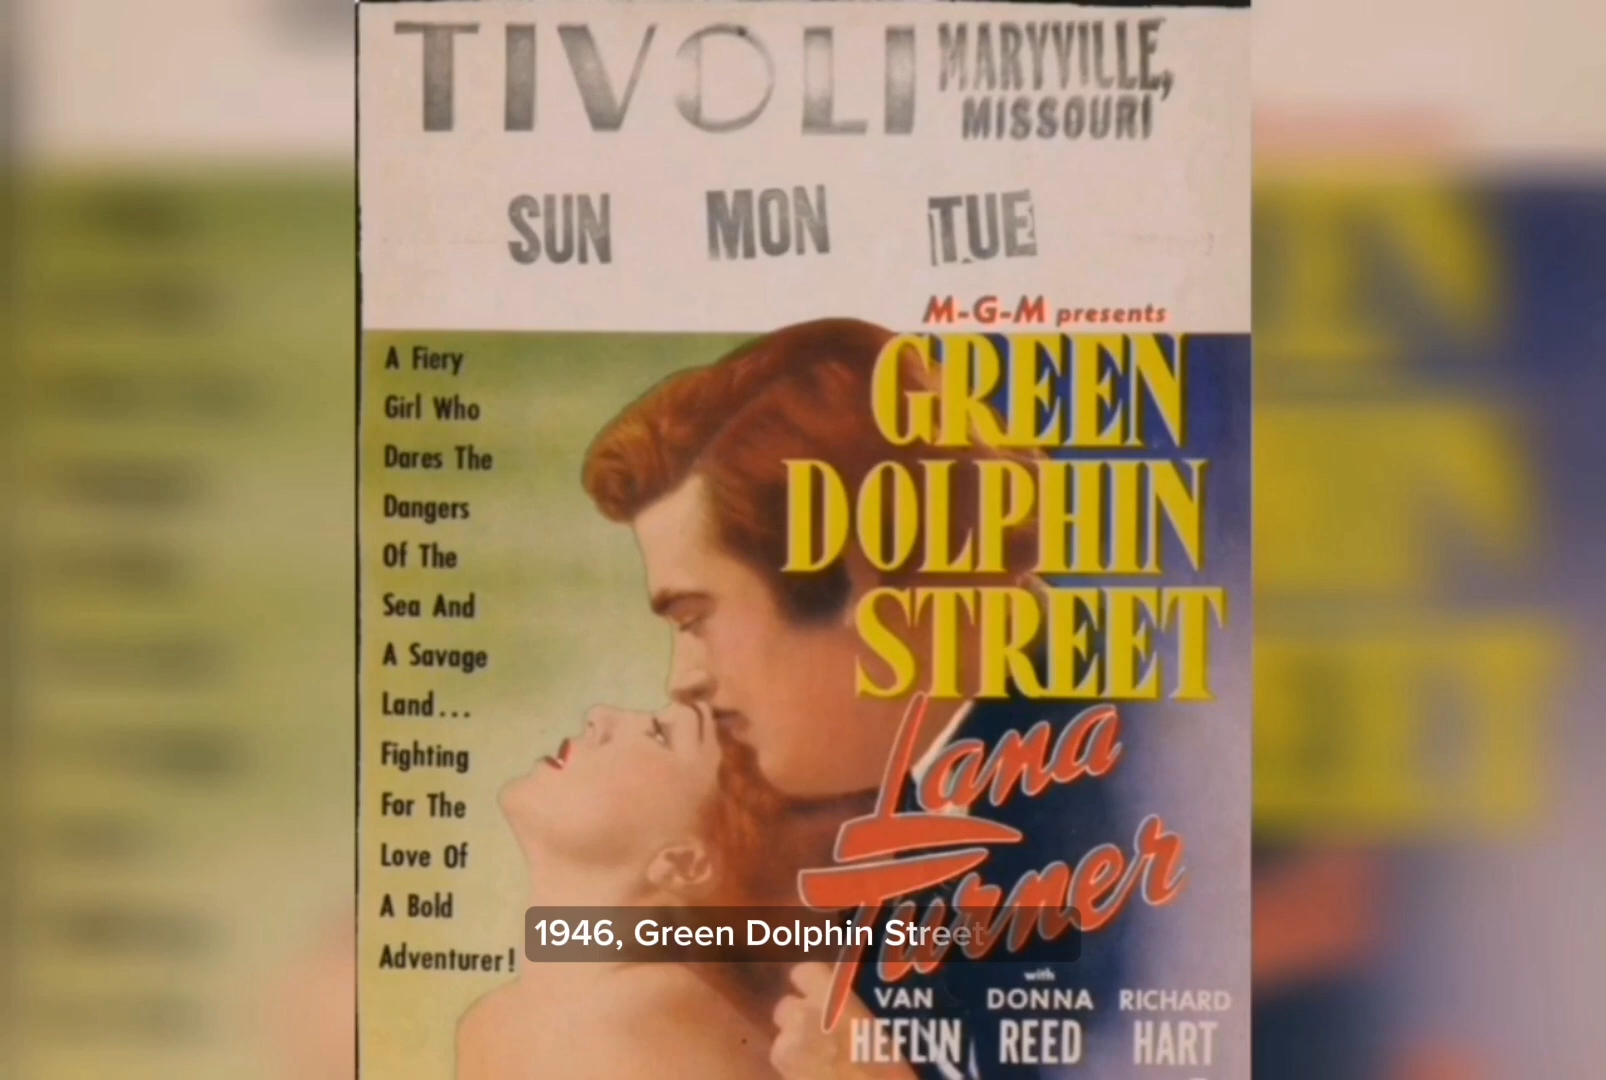 TIVOLI MARYVILLE,
MISSOURI
SUN MON TUE
M-G-M presents
GREEN
DOLPHIN
STREET
A Fiery
Girl Who
Dares The
Dangers
Of The
Sea And
A Savage
Land...
Fighting
For The
Love Of
A Bold
Adventurer!
Lana
Turner
with
VAN DONNA RICHARD
HEFLIN REED HART
1946, Green Dolphin Street